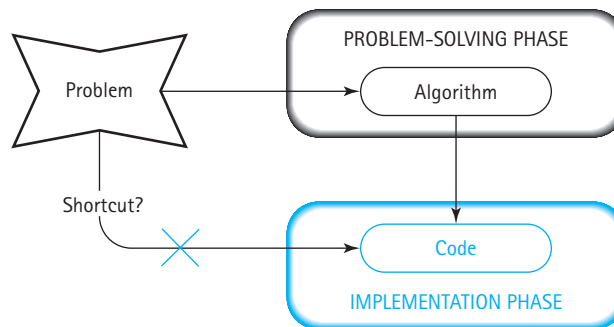 PROBLEM-SOLVING PHASE
Problem
Algorithm
Shortcut?
Code
IMPLEMENTATION PHASE